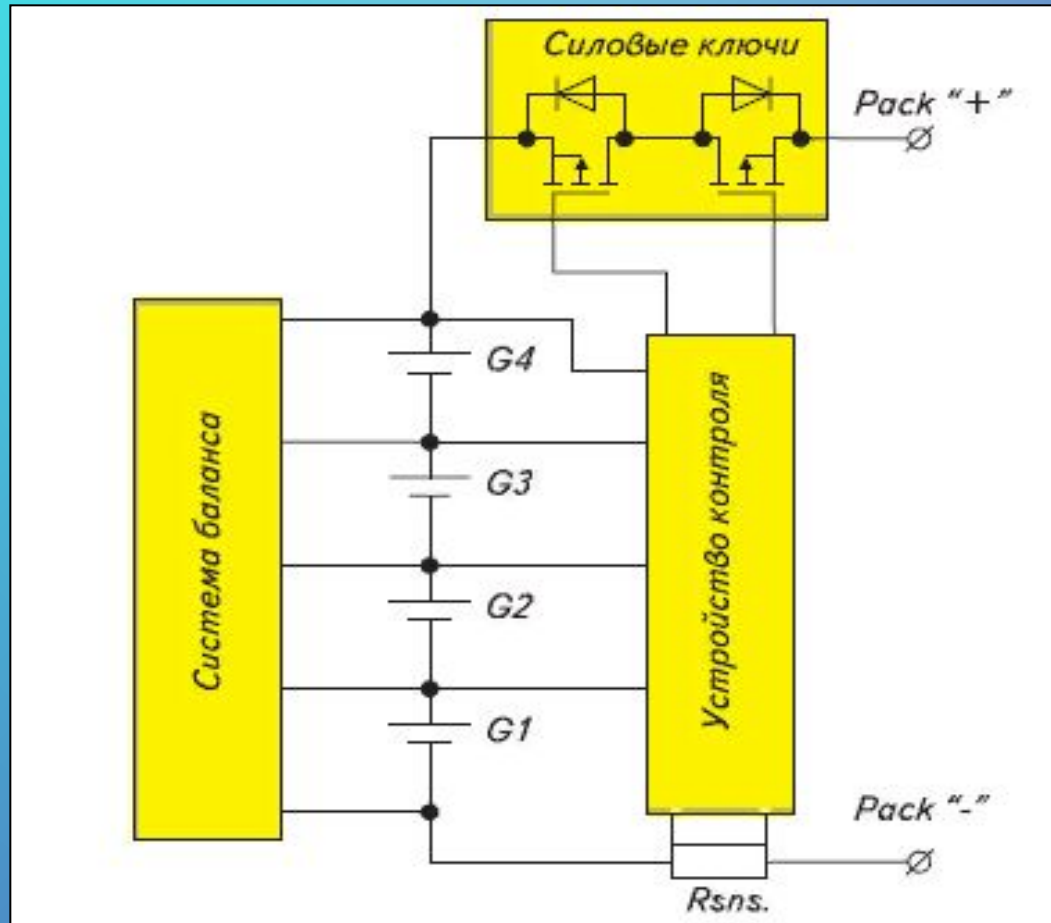 Силовые ключи
Pack “+”
G4
G3
G2
G1
Система баланса
Устройство контроля
Pack “-”
Rsns.